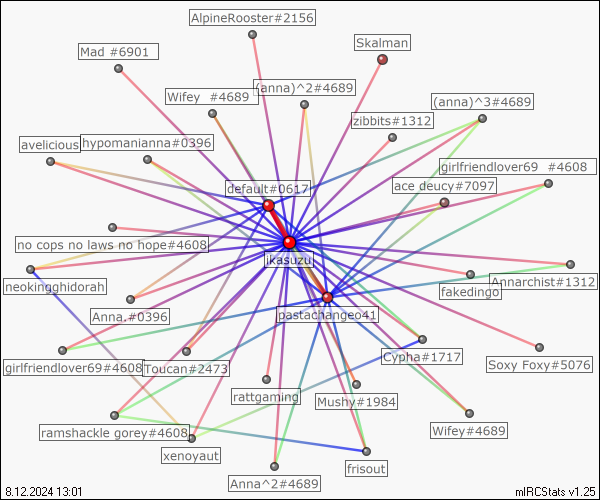 AlpineRooster#2156
Skalman
Mad #6901
Wifey  #4689
(anna)^2#4689
(anna)^3#4689
zibbits#1312
avelicious
hypomanianna#0396
girlfriendlover69  #4608
default#0617
ace deucy#7097
no cops no laws no hope#4608
ikasuzu
neokingghidorah
fakedingo
Annarchist#1312
Anna.#0396
pastachangeo41
girlfriendlover69#4608
Toucan#2473
Cypha#1717
Soxy Foxy#5076
rattgaming
Mushy#1984
ramshackle gorey#4608
Wifey#4689
xenoyaut
frisout
Anna^2#4689
8.12.2024 13:01
mIRCStats v1.25